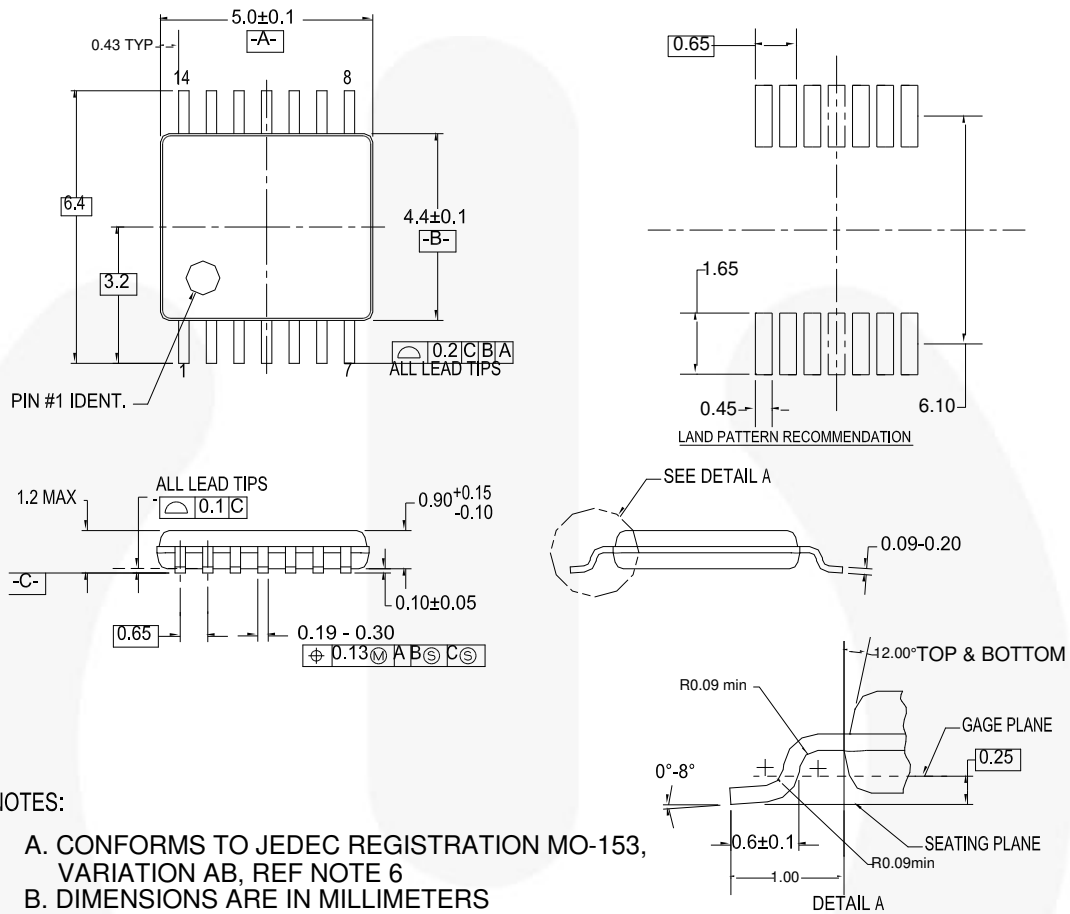 5.0±0.1
-A-
0.43 TYP
14
8
6.4
3.2
4.4±0.1
-B-
0.2 C B A
ALL LEAD TIPS
1
7
PIN #1 IDENT.
0.65
1.65
0.45
6.10
LAND PATTERN RECOMMENDATION
ALL LEAD TIPS
0.1 C
1.2 MAX
0.90+0.15
-0.10
-C-
0.10±0.05
0.65
0.19 - 0.30
⌖ 0.13Ⓜ A BⓈ CⓈ
SEE DETAIL A
0.09-0.20
12.00° TOP & BOTTOM
R0.09 min
GAGE PLANE
0.25
0°-8°
SEATING PLANE
0.6±0.1
R0.09min
1.00
DETAIL A
NOTES:
A. CONFORMS TO JEDEC REGISTRATION MO-153,
VARIATION AB, REF NOTE 6
B. DIMENSIONS ARE IN MILLIMETERS